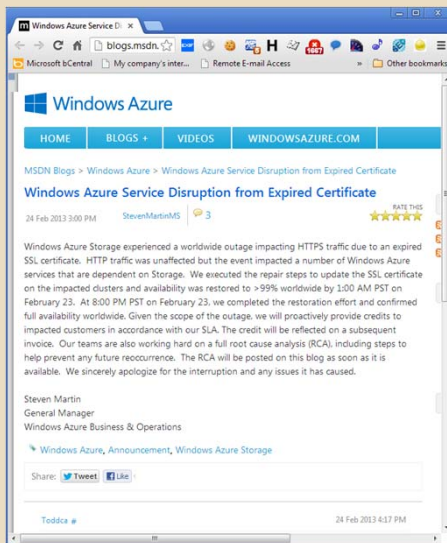 Windows Azure Service Di
blogs.msdn.
1667
Microsoft bCentral
My company's inter...
Remote E-mail Access
»
Other bookmarks
Windows Azure
HOME
BLOGS +
VIDEOS
WINDOWSAZURE.COM
MSDN Blogs > Windows Azure > Windows Azure Service Disruption from Expired Certificate
Windows Azure Service Disruption from Expired Certificate
RATE THIS
24 Feb 2013 3:00 PM
StevenMartinMS
3
Windows Azure Storage experienced a worldwide outage impacting HTTPS traffic due to an expired
SSL certificate.  HTTP traffic was unaffected but the event impacted a number of Windows Azure
services that are dependent on Storage.  We executed the repair steps to update the SSL certificate
on the impacted clusters and availability was restored to >99% worldwide by 1:00 AM PST on
February 23.  At 8:00 PM PST on February 23, we completed the restoration effort and confirmed
full availability worldwide. Given the scope of the outage, we will proactively provide credits to
impacted customers in accordance with our SLA. The credit will be reflected on a subsequent
invoice.  Our teams are also working hard on a full root cause analysis (RCA), including steps to
help prevent any future reoccurrence.  The RCA will be posted on this blog as soon as it is
available.  We sincerely apologize for the interruption and any issues it has caused.
Steven Martin
General Manager
Windows Azure Business & Operations
Windows Azure, Announcement, Windows Azure Storage
Share:
Tweet
Like
Toddca #
24 Feb 2013 4:17 PM